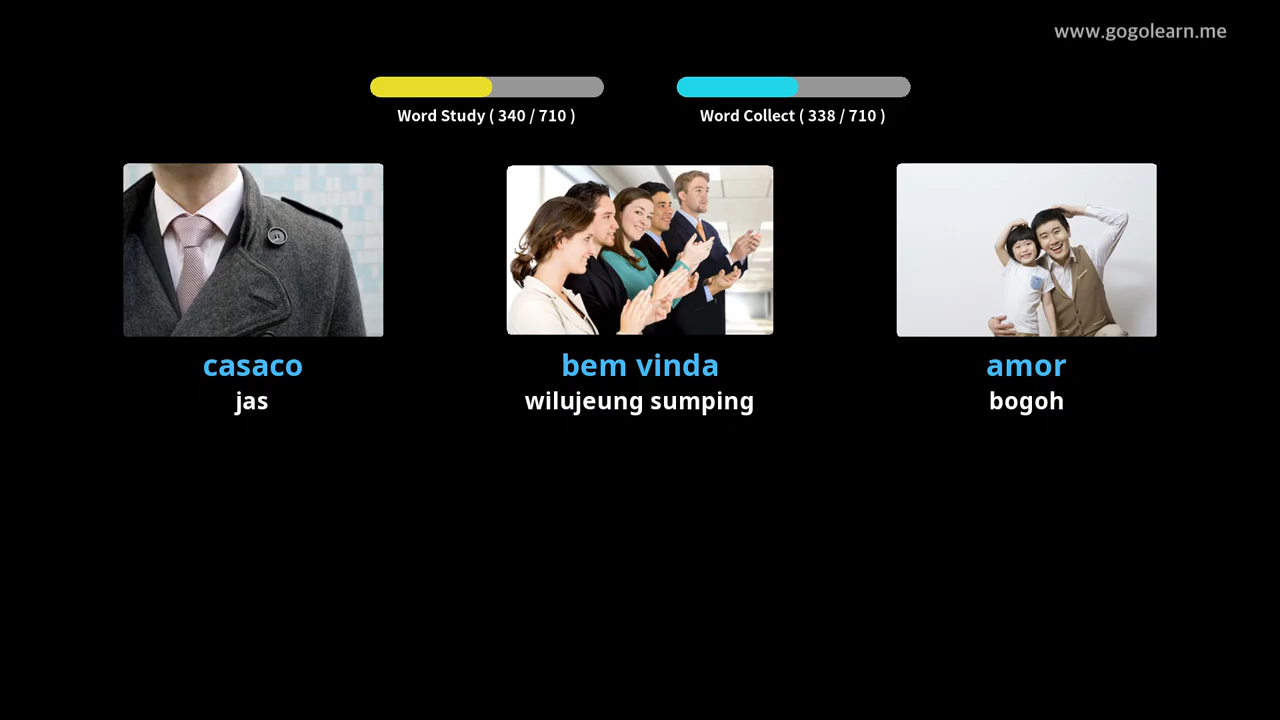 www.gogolearn.me
Word Study ( 340 / 710 )
Word Collect ( 338 / 710 )
casaco
jas
bem vinda
wilujeung sumping
amor
bogoh